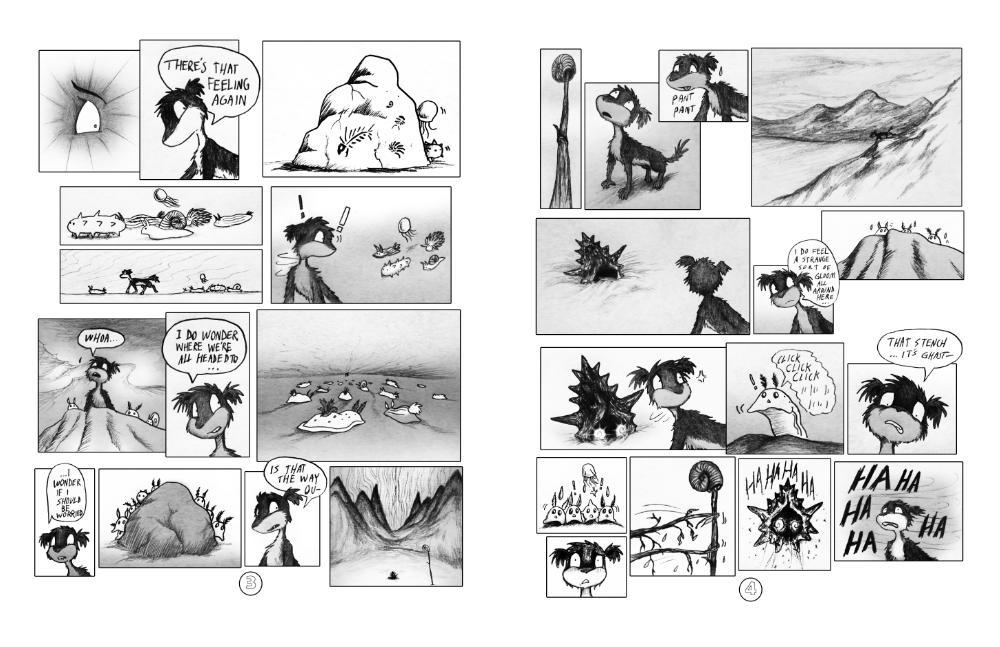 THERE'S THAT
FEELING
AGAIN
!
!
WHOA...
I DO WONDER
WHERE WE'RE
ALL HEADED TO
...
...I
WONDER
IF I
SHOULD
BE
WORRIED
IS THAT
THE WAY
OU-
3
PANT
PANT
I DO FEEL
A STRANGE
SORT OF
GLOOM
ALL
AROUND
HERE
...
!
CLICK
CLICK
CLICK
THAT STENCH
...IT'S GHAST-
HA HA HA HA
HA
HA HA
HA
HA
HA
4